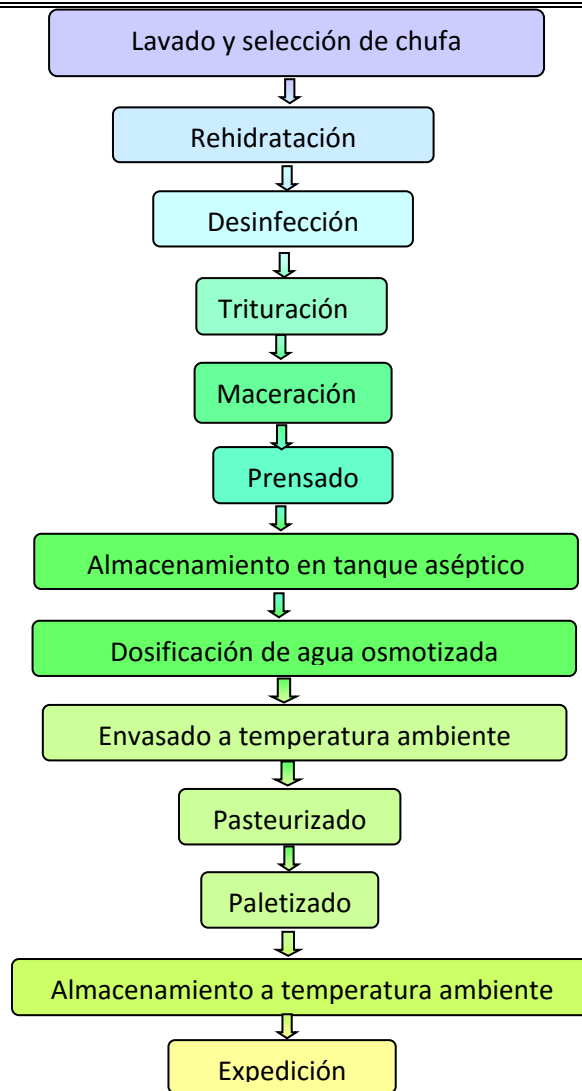 Lavado y selección de chufa
Rehidratación
Desinfección
Trituración
Maceración
Prensado
Almacenamiento en tanque aséptico
Dosificación de agua osmotizada
Envasado a temperatura ambiente
Pasteurizado
Paletizado
Almacenamiento a temperatura ambiente
Expedición